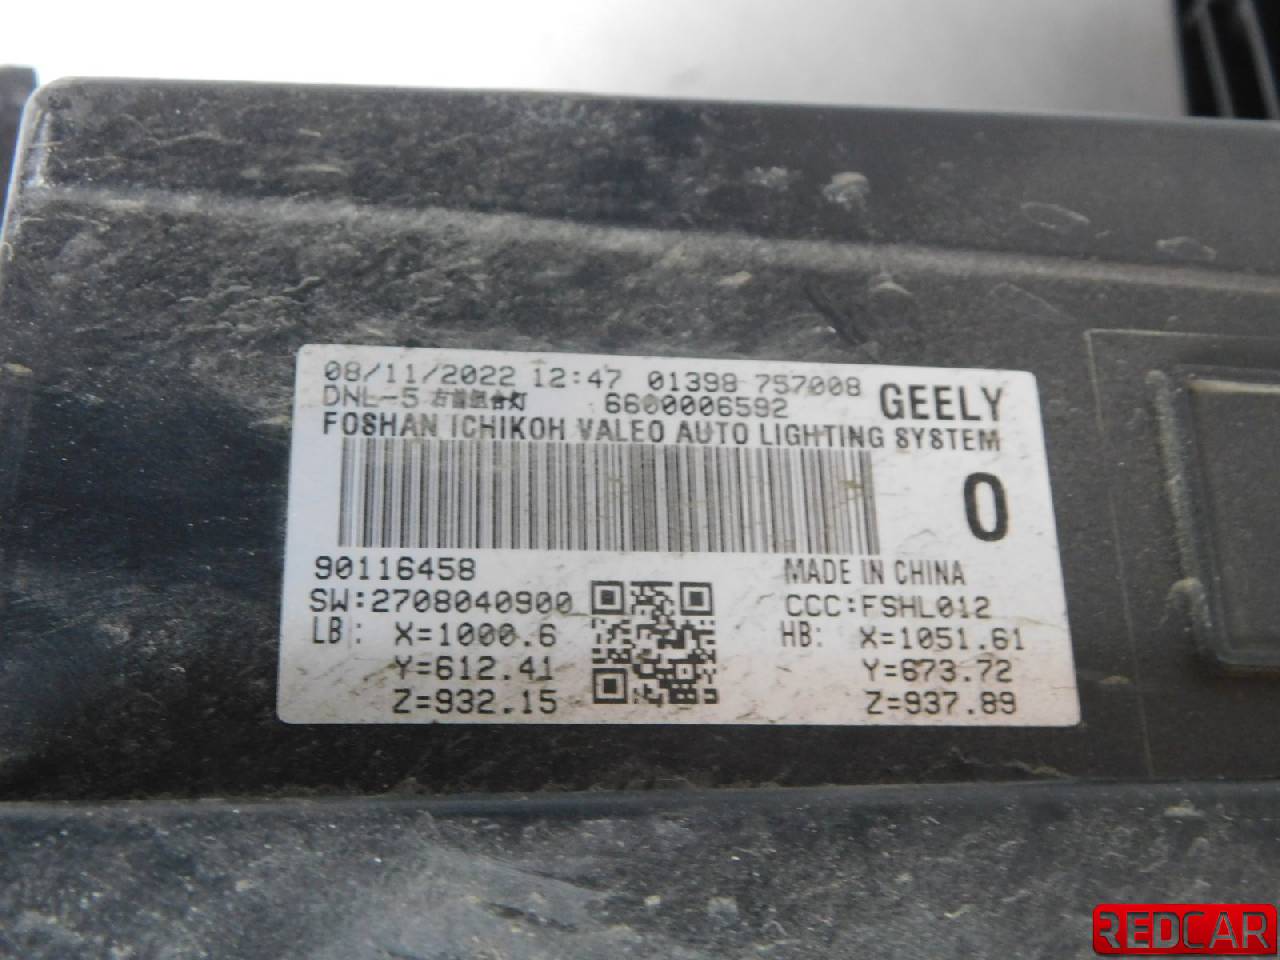 08/11/2022 12:47 01398 757008
GEELY
DNL-5 右前组合灯 6600006592
FOSHAN ICHIKOH VALEO AUTO LIGHTING SYSTEM
0
90116458
MADE IN CHINA
SW:2708040900
CCC:FSHL012
LB: X=1000.6
Y=612.41
Z=932.15
HB: X=1051.61
Y=673.72
Z=937.89
REDCAR